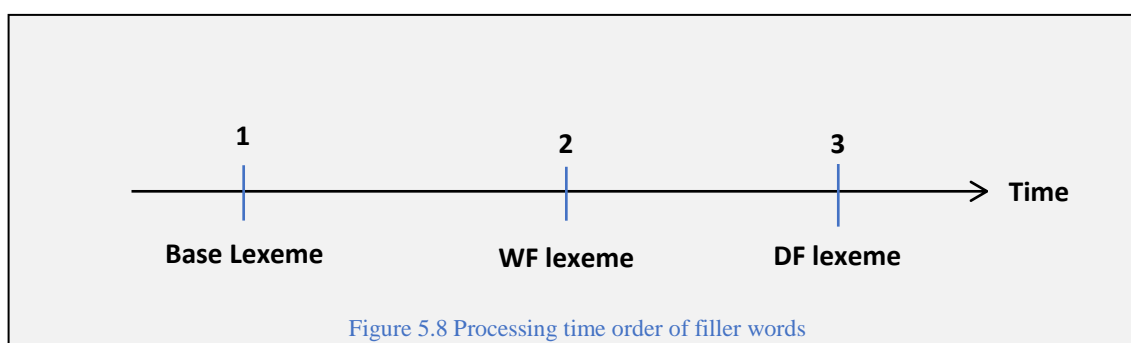 1
2
3
Time
Base Lexeme
WF lexeme
DF lexeme
Figure 5.8 Processing time order of filler words